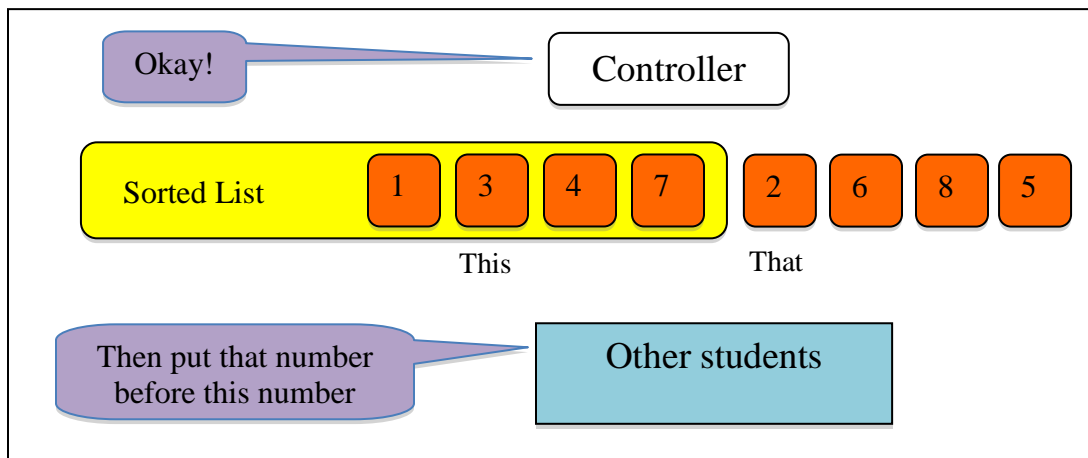 Okay!
Controller
Sorted List 1 3 4 7 2 6 8 5
This That
Then put that number
before this number
Other students